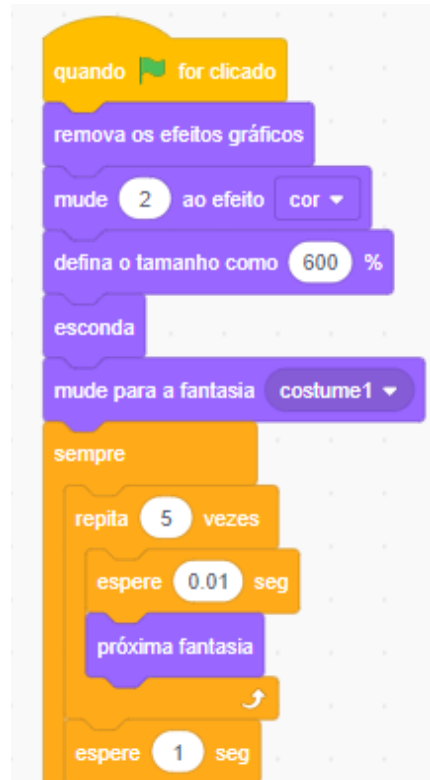 quando for clicado
remova os efeitos gráficos
mude 2 ao efeito cor
defina o tamanho como 600 %
esconda
mude para a fantasia costume1
sempre
repita 5 vezes
espere 0.01 seg
próxima fantasia
espere 1 seg